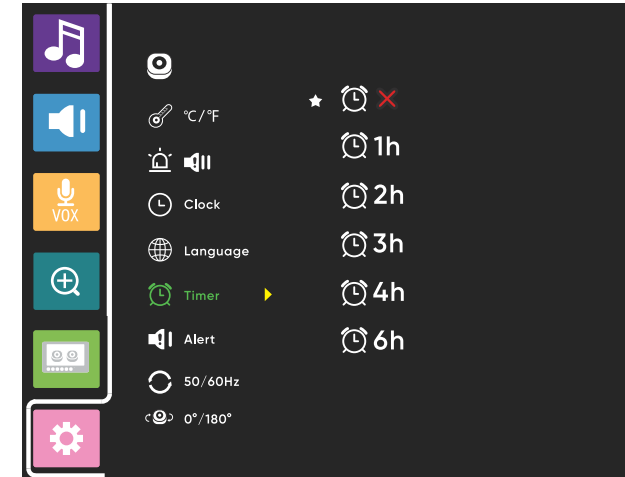 VOX
°C/°F
Clock
Language
Timer
Alert
50/60Hz
0°/180°
1h
2h
3h
4h
6h